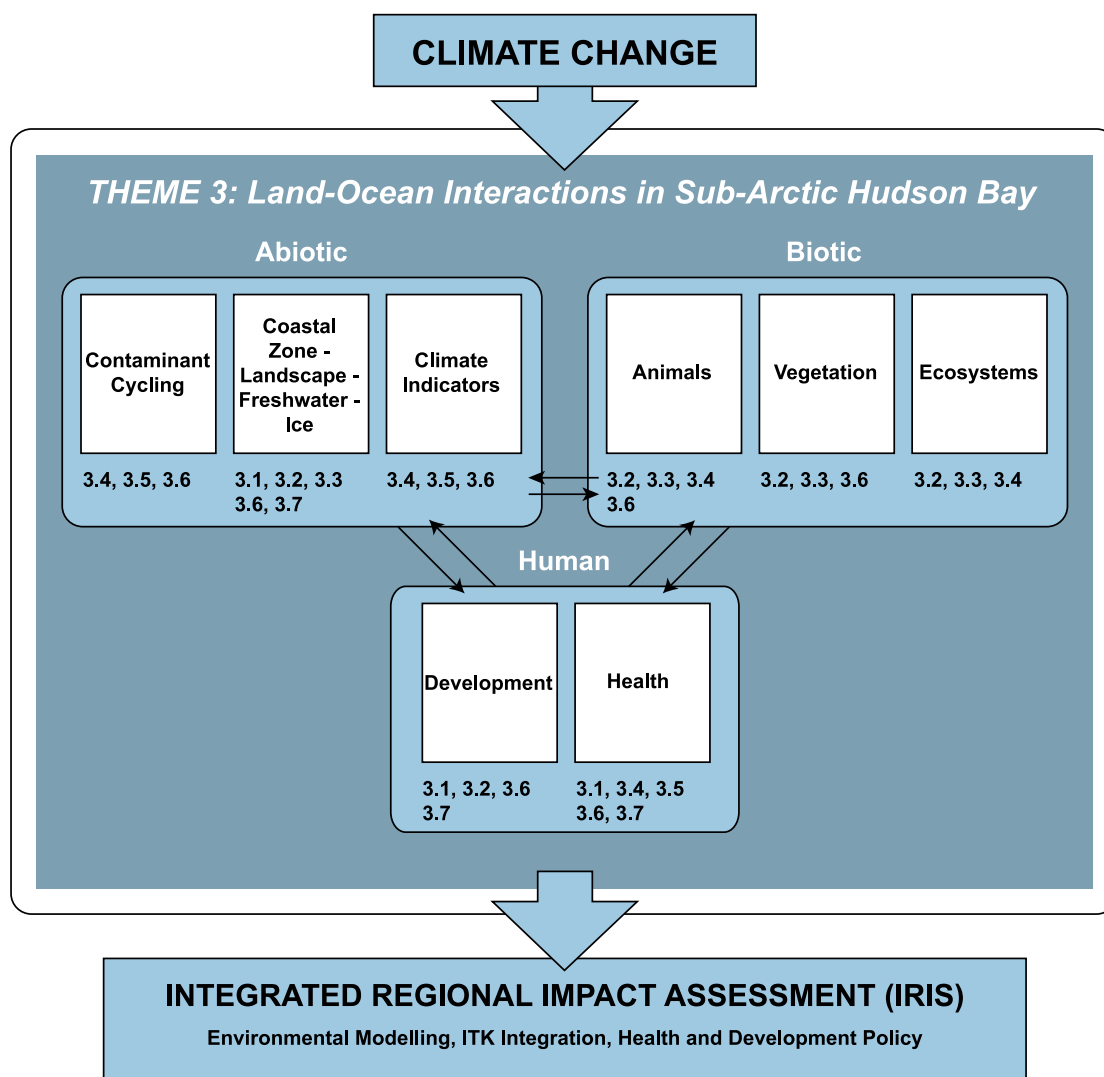 CLIMATE CHANGE
THEME 3: Land-Ocean Interactions in Sub-Arctic Hudson Bay
Abiotic
Contaminant
Cycling
3.4, 3.5, 3.6
Coastal
Zone -
Landscape -
Freshwater -
Ice
3.1, 3.2, 3.3
3.6, 3.7
Climate
Indicators
3.4, 3.5, 3.6
Biotic
Animals
3.2, 3.3, 3.4
3.6
Vegetation
3.2, 3.3, 3.6
Ecosystems
3.2, 3.3, 3.4
Human
Development
3.1, 3.2, 3.6
3.7
Health
3.1, 3.4, 3.5
3.6, 3.7
INTEGRATED REGIONAL IMPACT ASSESSMENT (IRIS)
Environmental Modelling, ITK Integration, Health and Development Policy